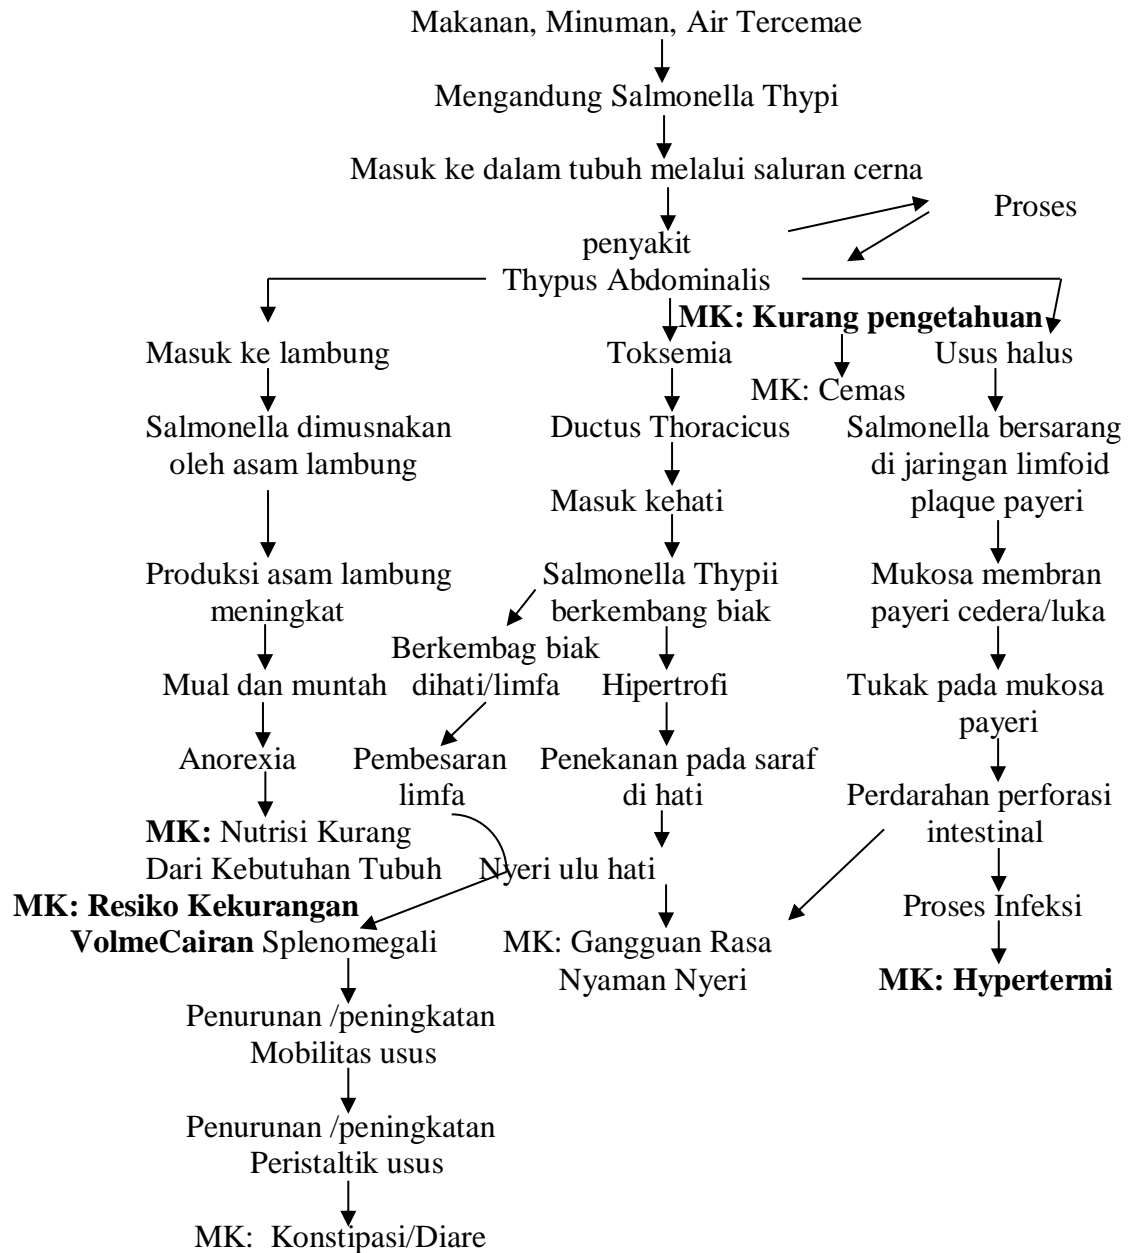 Makanan, Minuman, Air Tercemae
Mengandung Salmonella Thypi
Masuk ke dalam tubuh melalui saluran cerna
Proses
penyakit
Thypus Abdominalis
MK: Kurang pengetahuan
Masuk ke lambung
Toksemia
Usus halus
MK: Cemas
Salmonella dimusnakan
oleh asam lambung
Ductus Thoracicus
Salmonella bersarang
di jaringan limfoid
plaque payeri
Masuk kehati
Produksi asam lambung
meningkat
Salmonella Thypii
berkembang biak
Mukosa membran
payeri cedera/luka
Berkembag biak
dihati/limfa
Mual dan muntah
Hipertrofi
Tukak pada mukosa
payeri
Anorexia
Pembesaran
limfa
Penekanan pada saraf
di hati
Perdarahan perforasi
intestinal
MK: Nutrisi Kurang
Dari Kebutuhan Tubuh
Nyeri ulu hati
MK: Resiko Kekurangan
VolmeCairan Splenomegali
MK: Gangguan Rasa
Nyaman Nyeri
Proses Infeksi
MK: Hypertermi
Penurunan /peningkatan
Mobilitas usus
Penurunan /peningkatan
Peristaltik usus
MK: Konstipasi/Diare